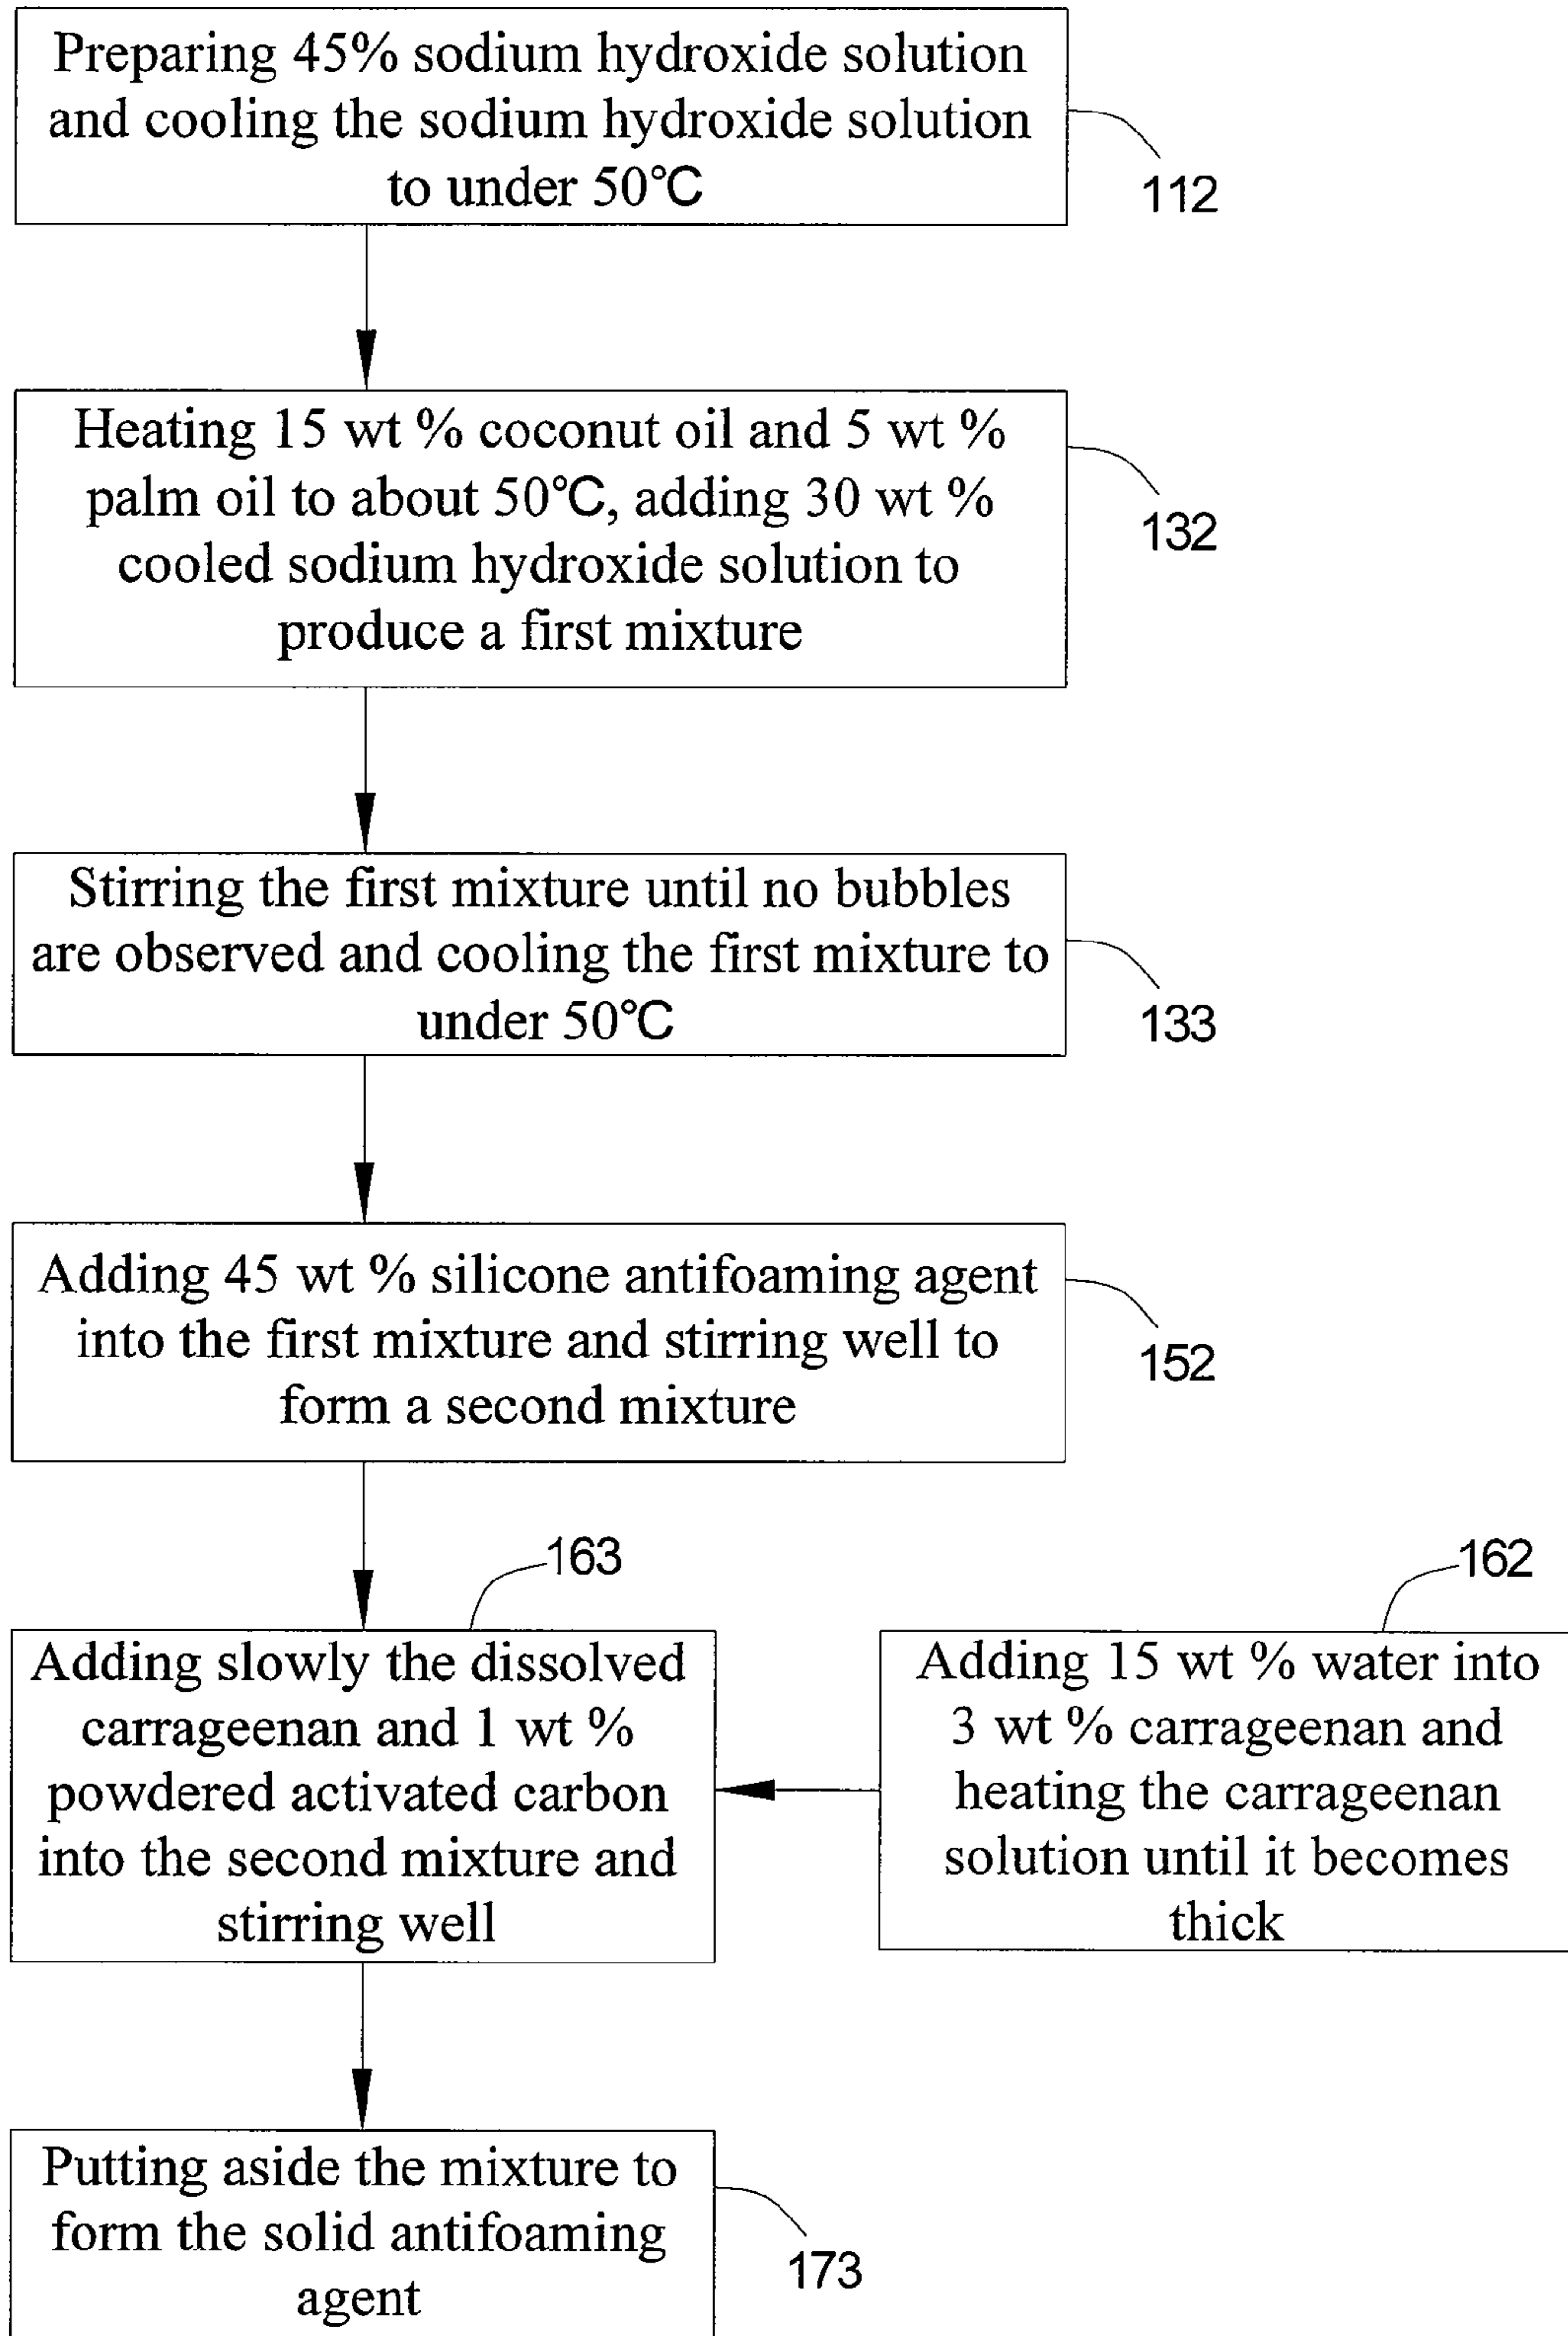 Preparing 45% sodium hydroxide solution
and cooling the sodium hydroxide solution
to under 50℃
112
Heating 15 wt % coconut oil and 5 wt %
palm oil to about 50℃, adding 30 wt %
cooled sodium hydroxide solution to
produce a first mixture
132
Stirring the first mixture until no bubbles
are observed and cooling the first mixture to
under 50℃
133
Adding 45 wt % silicone antifoaming agent
into the first mixture and stirring well to
form a second mixture
152
163
Adding slowly the dissolved
carrageenan and 1 wt %
powdered activated carbon
into the second mixture and
stirring well
162
Adding 15 wt % water into
3 wt % carrageenan and
heating the carrageenan
solution until it becomes
thick
Putting aside the mixture to
form the solid antifoaming
agent
173